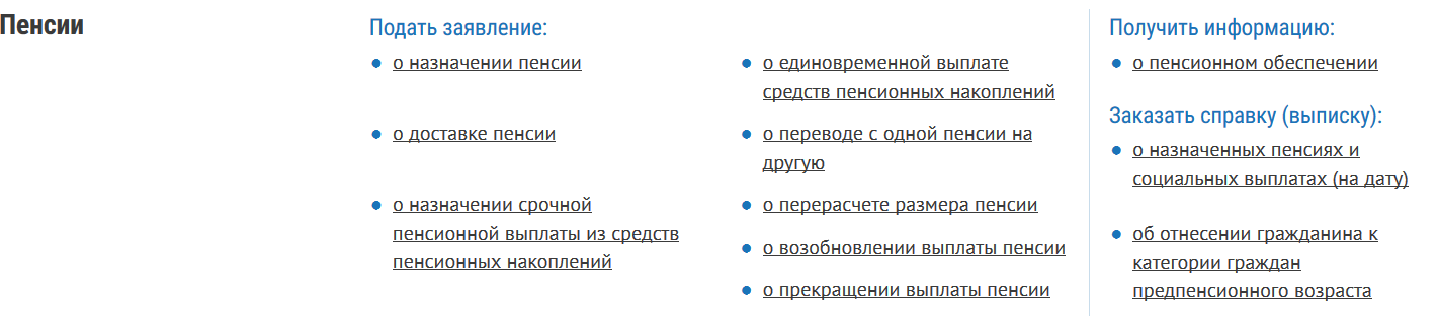 Пенсии
Подать заявление:
о назначении пенсии
о доставке пенсии
о назначении срочной
пенсионной выплаты из средств
пенсионных накоплений
о единовременной выплате
средств пенсионных накоплений
о переводе с одной пенсии на
другую
о перерасчете размера пенсии
о возобновлении выплаты пенсии
о прекращении выплаты пенсии
Получить информацию:
о пенсионном обеспечении
Заказать справку (выписку):
о назначенных пенсиях и
социальных выплатах (на дату)
об отнесении гражданина к
категории граждан
предпенсионного возраста